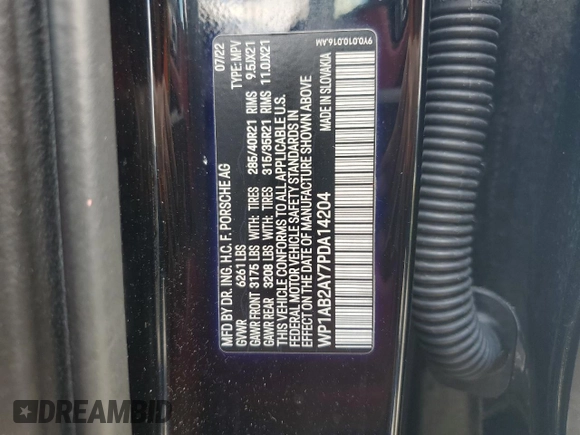 MFD BY DR. ING. H.C. F. PORSCHE AG 07/22
GVWR 6261 LBS TYPE: MPV
GAWR FRONT 3175 LBS WITH: TIRES 285/40R21 RIMS 9.5JX21
GAWR REAR 3208 LBS WITH: TIRES 315/35R21 RIMS 11.0JX21
THIS VEHICLE CONFORMS TO ALL APPLICABLE U.S.
FEDERAL MOTOR VEHICLE SAFETY STANDARDS IN
EFFECT ON THE DATE OF MANUFACTURE SHOWN ABOVE
WP1AB2AY7PDA14204
MADE IN SLOVAKIA
9Y0.010.016.AM
DREAMBID